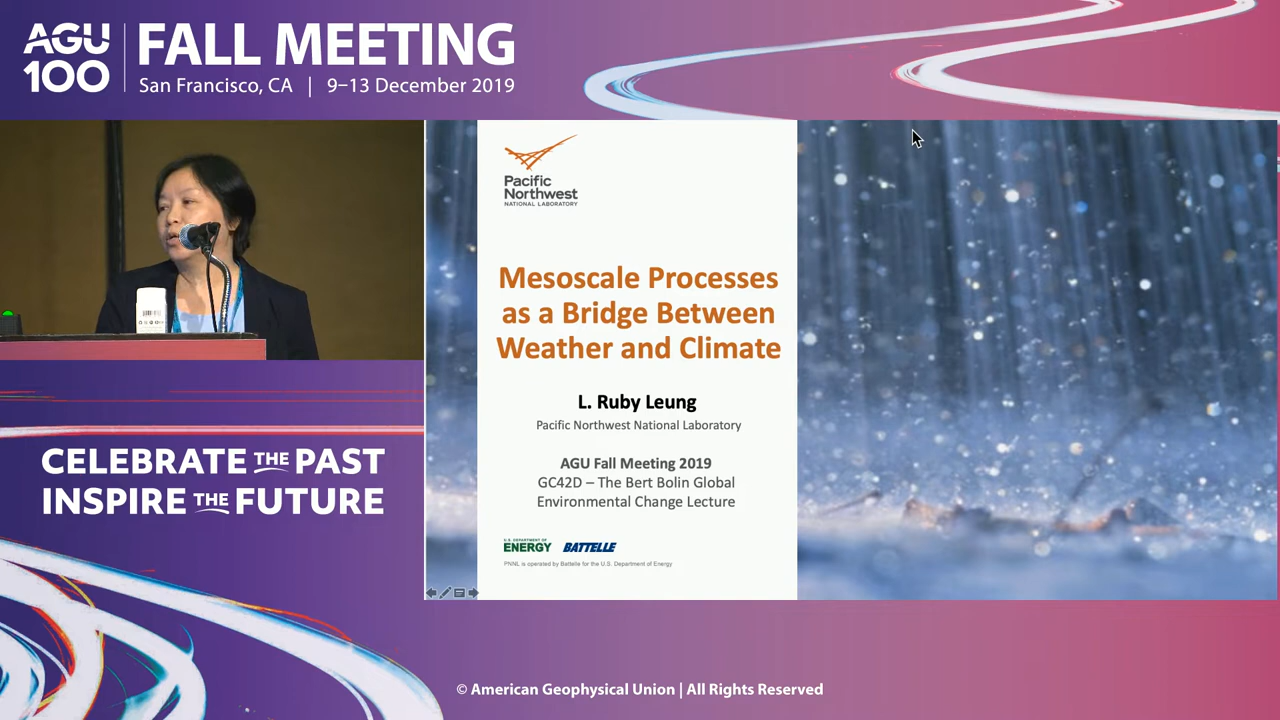 AGU
100
FALL MEETING
San Francisco, CA | 9–13 December 2019
Pacific
Northwest
NATIONAL LABORATORY
Mesoscale Processes
as a Bridge Between
Weather and Climate
L. Ruby Leung
Pacific Northwest National Laboratory
AGU Fall Meeting 2019
GC42D – The Bert Bolin Global
Environmental Change Lecture
U.S. DEPARTMENT OF
ENERGY
BATTELLE
PNNL is operated by Battelle for the U.S. Department of Energy
CELEBRATE THE PAST
INSPIRE THE FUTURE
© American Geophysical Union | All Rights Reserved